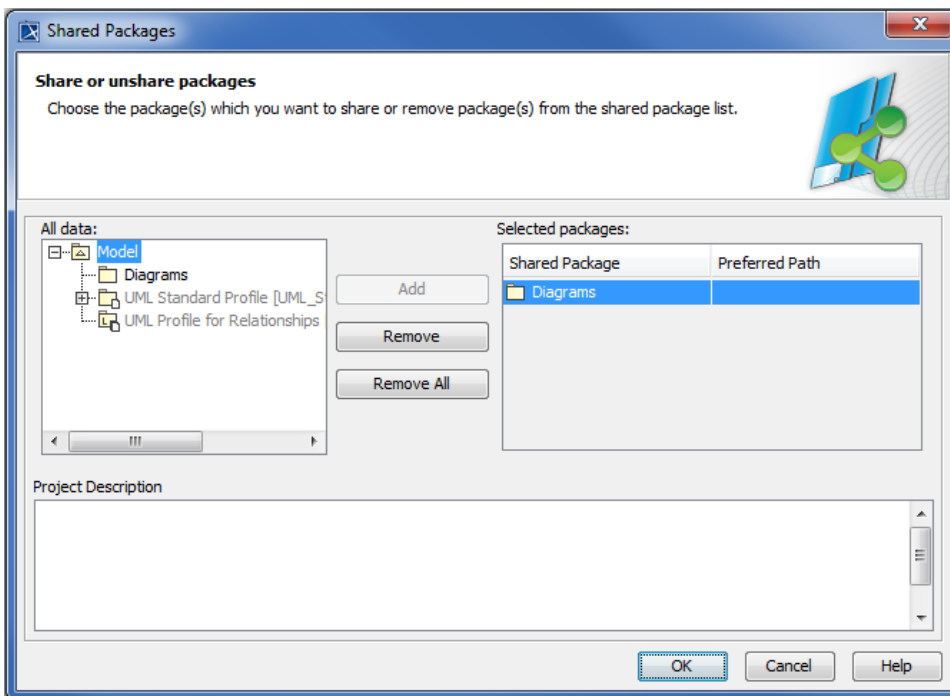 Shared Packages
Share or unshare packages
Choose the package(s) which you want to share or remove package(s) from the shared package list.
All data:
Selected packages:
Model
Diagrams
UML Standard Profile [UML_S
UML Profile for Relationships
Add
Remove
Remove All
Shared Package Preferred Path
Diagrams
Project Description
OK Cancel Help